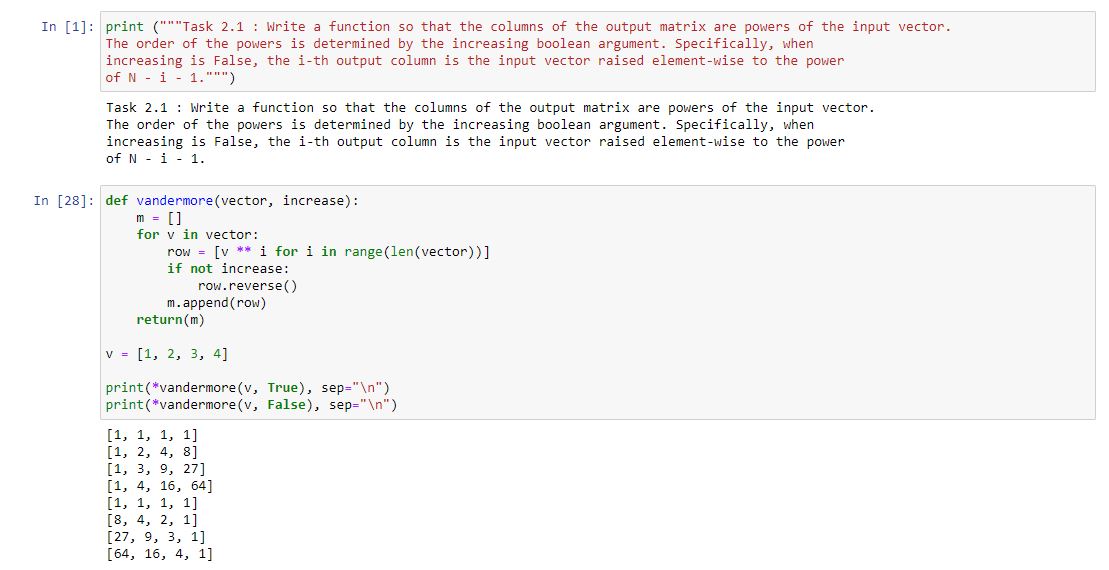 In [1]: print ("""Task 2.1 : Write a function so that the columns of the output matrix are powers of the input vector.
The order of the powers is determined by the increasing boolean argument. Specifically, when
increasing is False, the i-th output column is the input vector raised element-wise to the power
of N - i - 1.""")
Task 2.1 : Write a function so that the columns of the output matrix are powers of the input vector.
The order of the powers is determined by the increasing boolean argument. Specifically, when
increasing is False, the i-th output column is the input vector raised element-wise to the power
of N - i - 1.
In [28]: def vandermore(vector, increase):
    m = []
    for v in vector:
        row = [v ** i for i in range(len(vector))]
        if not increase:
            row.reverse()
        m.append(row)
    return(m)
v = [1, 2, 3, 4]
print(*vandermore(v, True), sep="\n")
print(*vandermore(v, False), sep="\n")
[1, 1, 1, 1]
[1, 2, 4, 8]
[1, 3, 9, 27]
[1, 4, 16, 64]
[1, 1, 1, 1]
[8, 4, 2, 1]
[27, 9, 3, 1]
[64, 16, 4, 1]